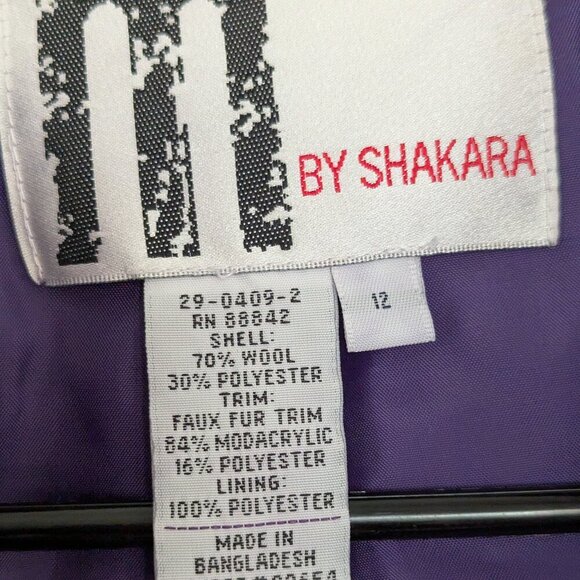 m
BY SHAKARA
12
29-0409-2
RN 88842
SHELL:
70% WOOL
30% POLYESTER
TRIM:
FAUX FUR TRIM
84% MODACRYLIC
16% POLYESTER
LINING:
100% POLYESTER
MADE IN
BANGLADESH